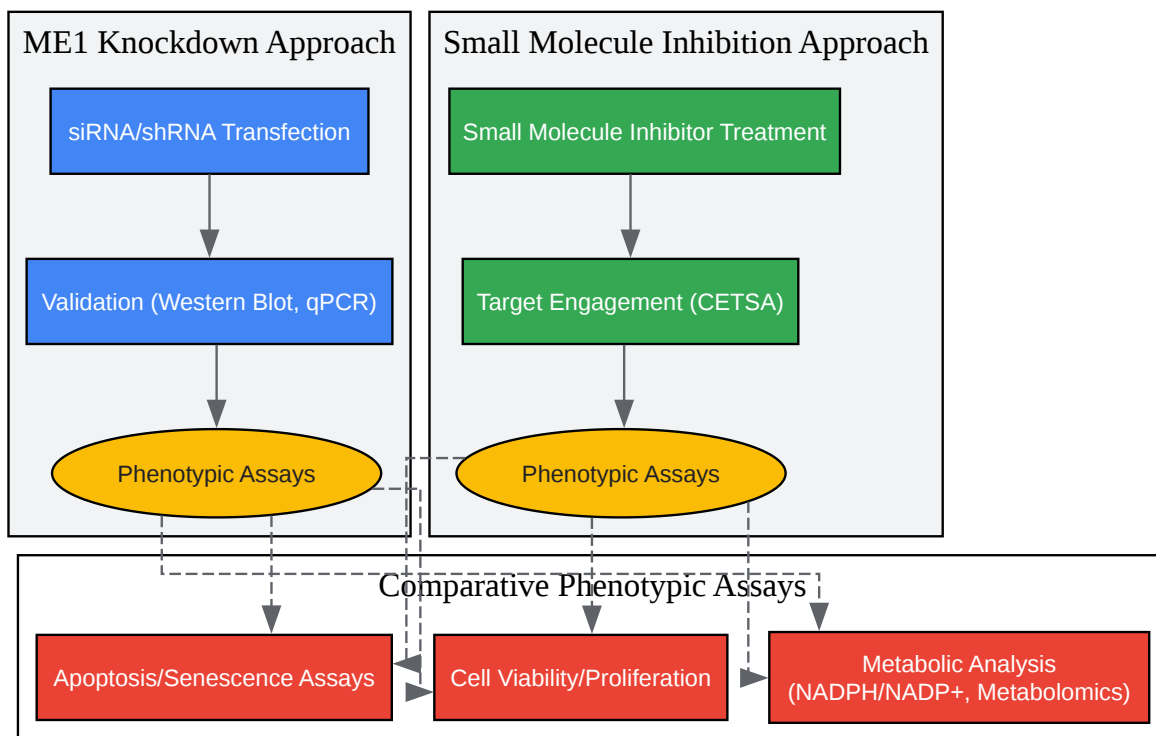 ME1 Knockdown Approach
siRNA/shRNA Transfection
Validation (Western Blot, qPCR)
Phenotypic Assays
Small Molecule Inhibition Approach
Small Molecule Inhibitor Treatment
Target Engagement (CETSA)
Phenotypic Assays
Comparative Phenotypic Assays
Apoptosis/Senescence Assays
Cell Viability/Proliferation
Metabolic Analysis
(NADPH/NADP+, Metabolomics)